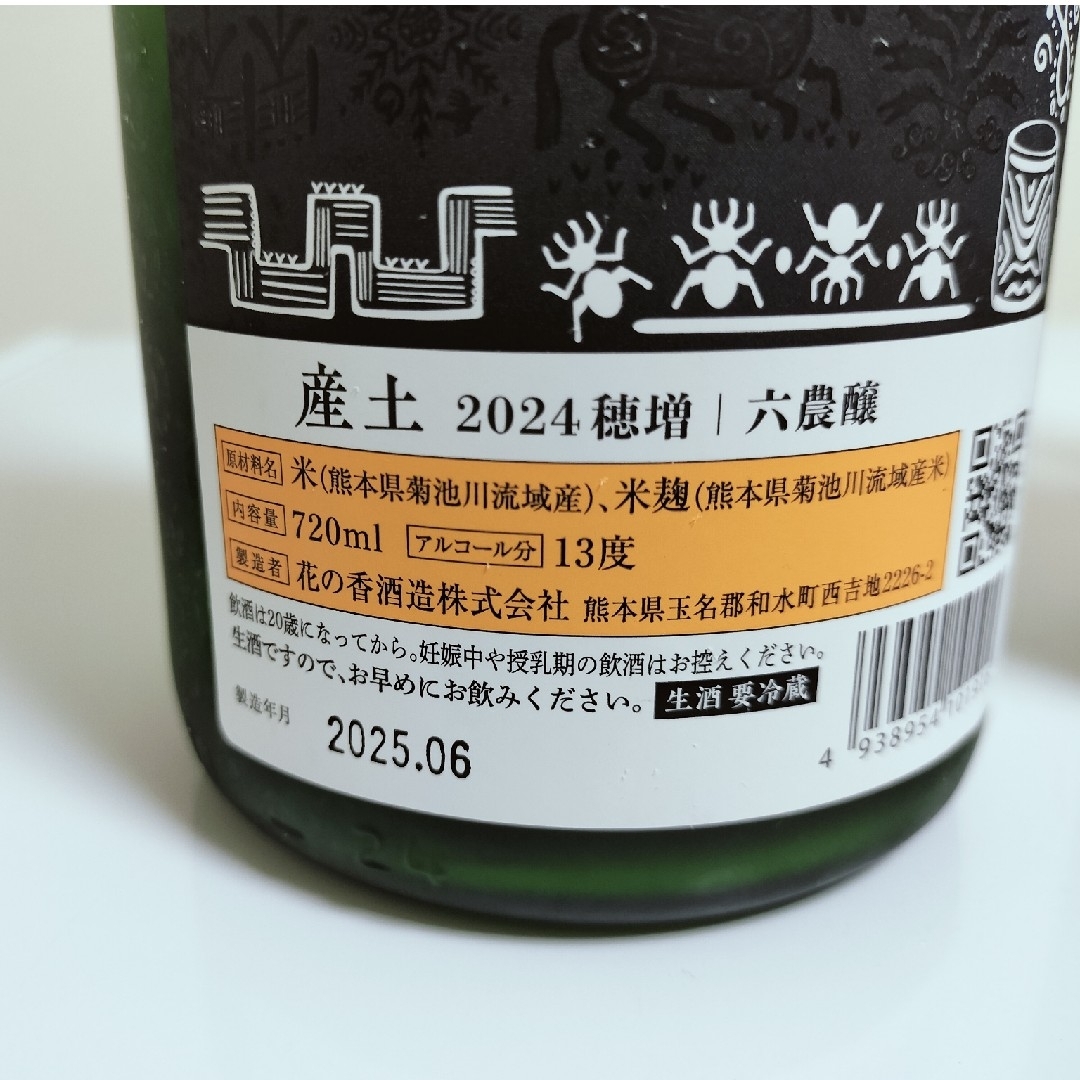 産土 2024 穂増 | 六農醸
原材料名 米(熊本県菊池川流域産)、米麹(熊本県菊池川流域産米)
内容量 720ml アルコール分 13度
製造者 花の香酒造株式会社 熊本県玉名郡和水町西吉地2226-2
飲酒は20歳になってから。妊娠中や授乳期の飲酒はお控えください。
生酒ですので、お早めにお飲みください。 生酒 要冷蔵
製造年月 2025.06
4 938954
24